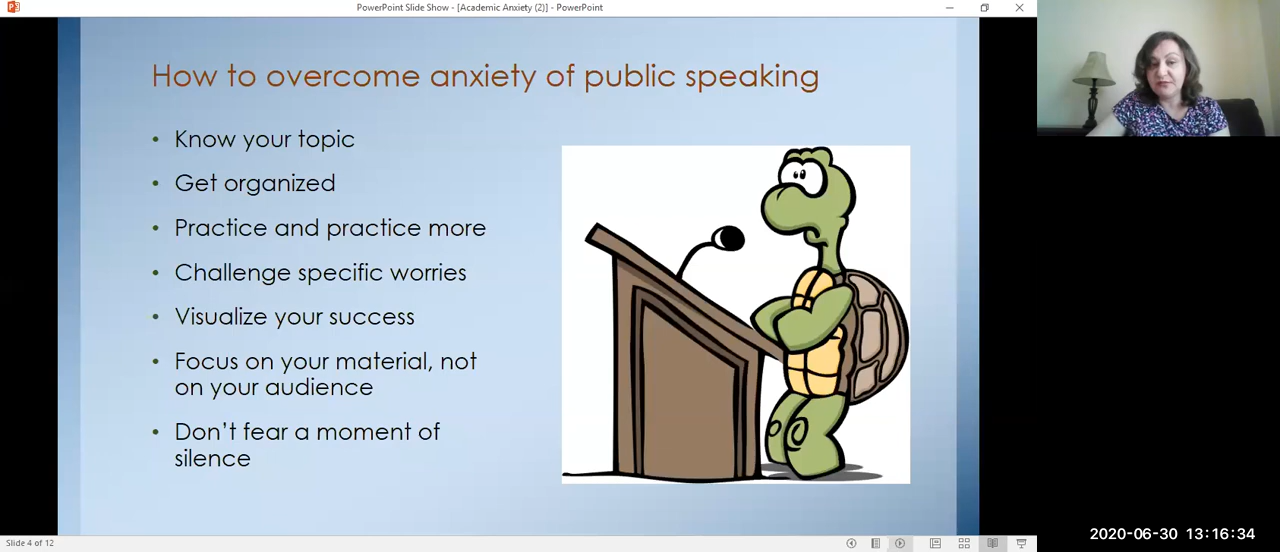 PowerPoint Slide Show - [Academic Anxiety (2)] - PowerPoint
How to overcome anxiety of public speaking
• Know your topic
• Get organized
• Practice and practice more
• Challenge specific worries
• Visualize your success
• Focus on your material, not
on your audience
• Don't fear a moment of
silence
Slide 4 of 12
2020-06-30 13:16:34